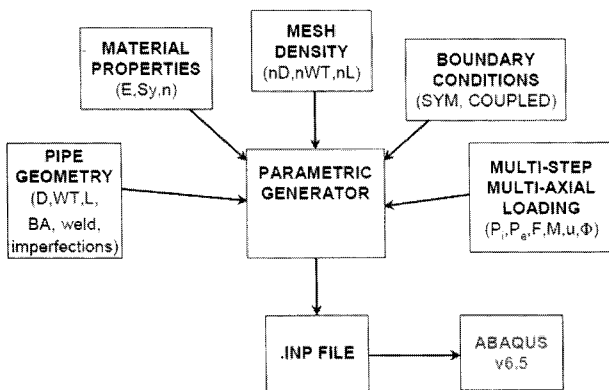 MATERIAL
PROPERTIES
(E,Sy,n)
MESH
DENSITY
(nD,nWT,nL)
BOUNDARY
CONDITIONS
(SYM, COUPLED)
PIPE
GEOMETRY
(D,WT,L,
BA, weld,
imperfections)
PARAMETRIC
GENERATOR
MULTI-STEP
MULTI-AXIAL
LOADING
(Pi,Pe,F,M,u,Φ)
.INP FILE
ABAQUS
v6.5